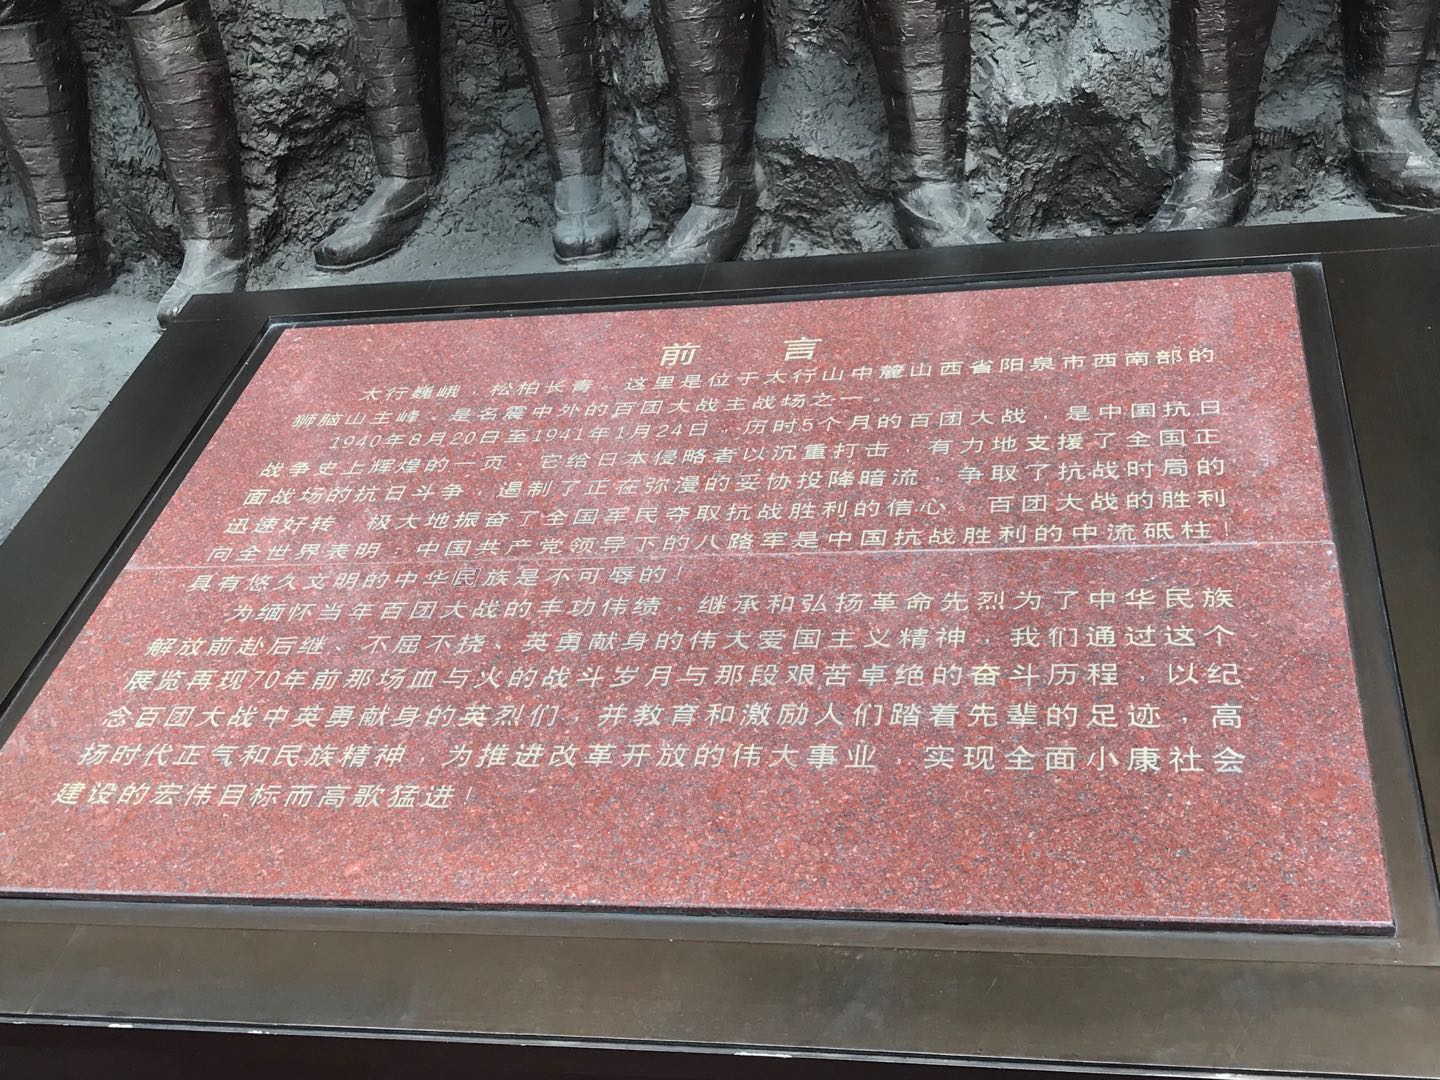 前 言
太行巍峨，松柏长青。这里是位于太行山中麓山西省阳泉市西南部的
狮脑山主峰。是名震中外的百团大战主战场之一。
1940年8月20日至1941年1月24日，历时5个月的百团大战，是中国抗日
战争史上辉煌的一页、它给日本侵略者以沉重打击，有力地支援了全国正
面战场的抗日斗争，遏制了正在弥漫的妥协投降暗流，争取了抗战时局的
迅速好转 极大地振奋了全国军民夺取抗战胜利的信心。百团大战的胜利
向全世界表明：中国共产党领导下的八路军是中国抗战胜利的中流砥柱！
具有悠久文明的中华民族是不可辱的！
为缅怀当年百团大战的丰功伟绩，继承和弘扬革命先烈为了中华民族
解放前赴后继、不屈不挠、英勇献身的伟大爱国主义精神，我们通过这个
展览再现70年前那场血与火的战斗岁月与那段艰苦卓绝的奋斗历程，以纪
念百团大战中英勇献身的英烈们，并教育和激励人们踏着先辈的足迹，高
扬时代正气和民族精神，为推进改革开放的伟大事业，实现全面小康社会
建设的宏伟目标而高歌猛进！